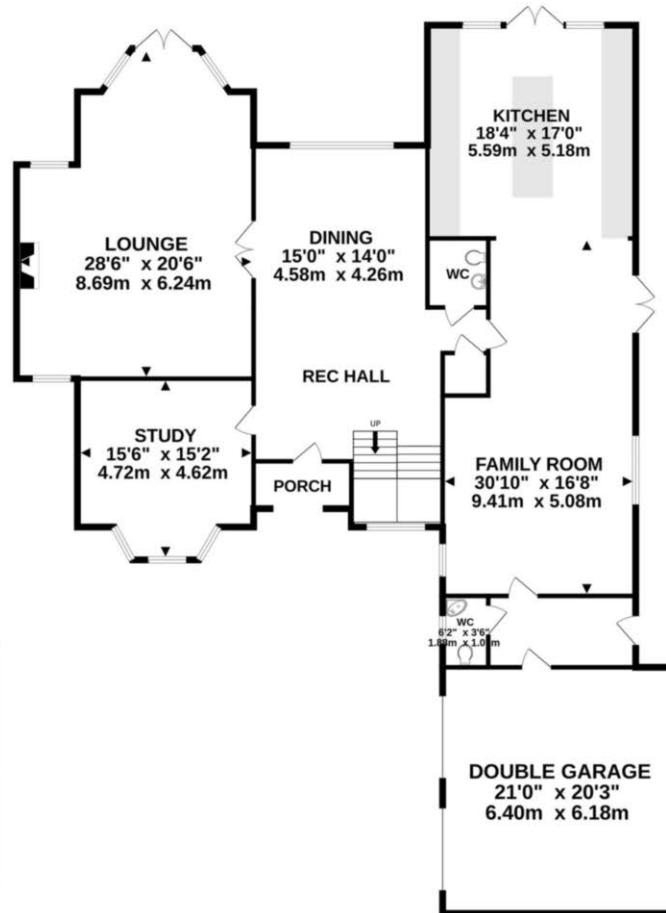 KITCHEN
18'4" x 17'0"
5.59m x 5.18m
LOUNGE
28'6" x 20'6"
8.69m x 6.24m
DINING
15'0" x 14'0"
4.58m x 4.26m
WC
REC HALL
UP
STUDY
15'6" x 15'2"
4.72m x 4.62m
PORCH
FAMILY ROOM
30'10" x 16'8"
9.41m x 5.08m
WC
6'2" x 3'6"
DOUBLE GARAGE
21'0" x 20'3"
6.40m x 6.18m